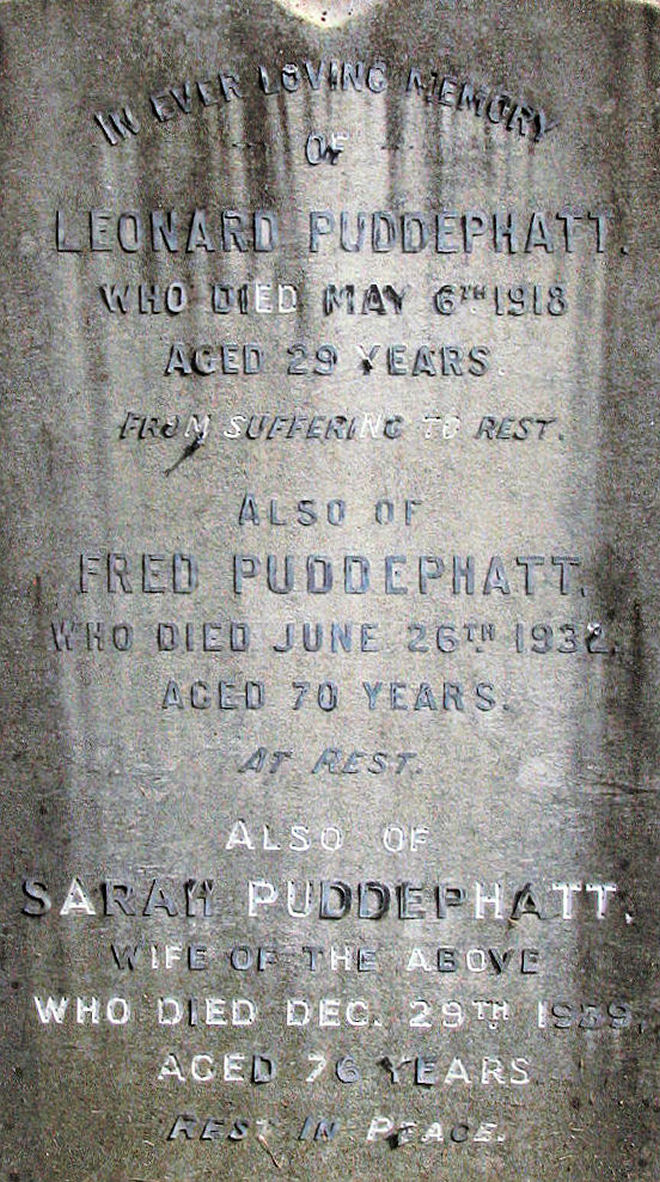 IN EVER LOVING MEMORY
OF
LEONARD PUDDEPHATT.
WHO DIED MAY 6TH 1918
AGED 29 YEARS.
FROM SUFFERING TO REST.
ALSO OF
FRED PUDDEPHATT.
WHO DIED JUNE 26TH 1932.
AGED 70 YEARS.
AT REST.
ALSO OF
SARAH PUDDEPHATT.
WIFE OF THE ABOVE
WHO DIED DEC. 29TH 1939.
AGED 76 YEARS
REST IN PEACE.